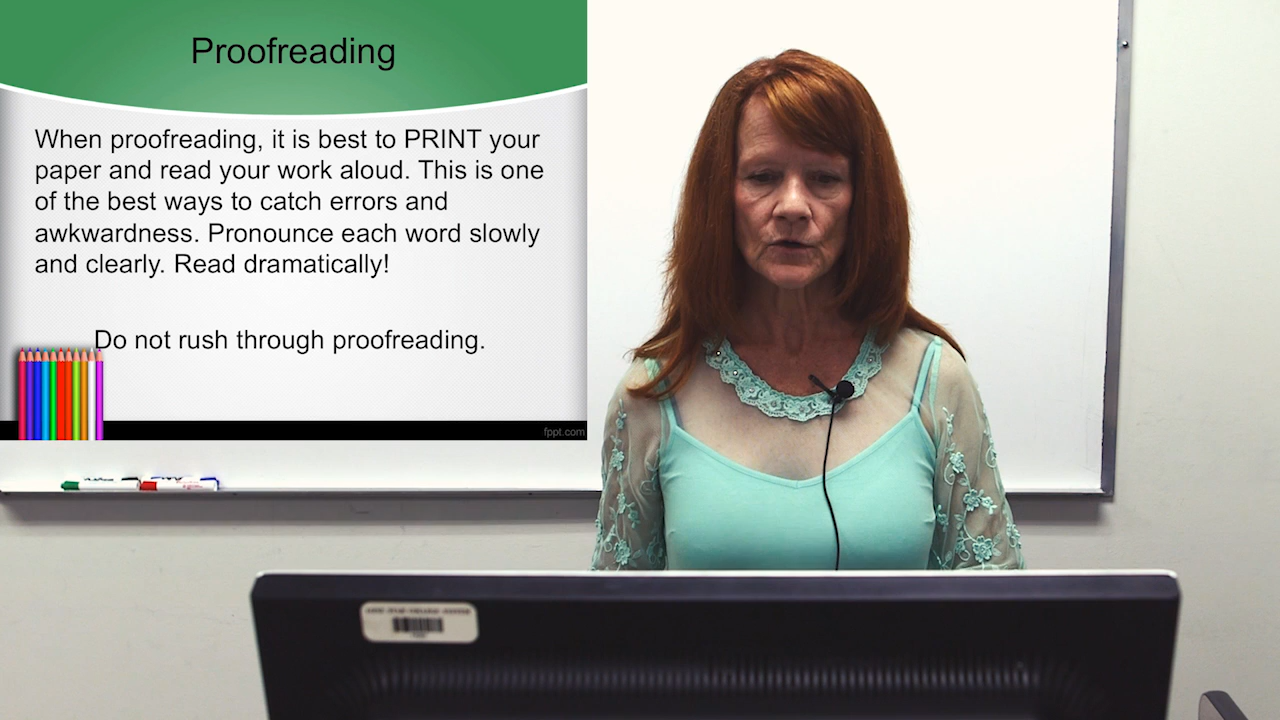 Proofreading
When proofreading, it is best to PRINT your
paper and read your work aloud. This is one
of the best ways to catch errors and
awkwardness. Pronounce each word slowly
and clearly. Read dramatically!
Do not rush through proofreading.
fppt.com